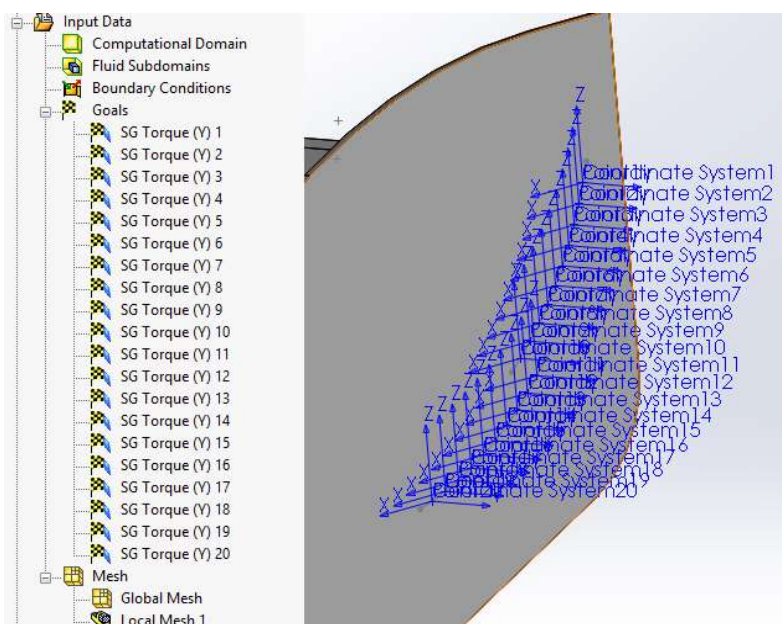 Input Data
Computational Domain
Fluid Subdomains
Boundary Conditions
Goals
SG Torque (Y) 1
SG Torque (Y) 2
SG Torque (Y) 3
SG Torque (Y) 4
SG Torque (Y) 5
SG Torque (Y) 6
SG Torque (Y) 7
SG Torque (Y) 8
SG Torque (Y) 9
SG Torque (Y) 10
SG Torque (Y) 11
SG Torque (Y) 12
SG Torque (Y) 13
SG Torque (Y) 14
SG Torque (Y) 15
SG Torque (Y) 16
SG Torque (Y) 17
SG Torque (Y) 18
SG Torque (Y) 19
SG Torque (Y) 20
Mesh
Global Mesh
Local Mesh 1
Coordinate System1
Coordinate System2
Coordinate System3
Coordinate System4
Coordinate System5
Coordinate System6
Coordinate System7
Coordinate System8
Coordinate System9
Coordinate System10
Coordinate System11
Coordinate System12
Coordinate System13
Coordinate System14
Coordinate System15
Coordinate System16
Coordinate System17
Coordinate System18
Coordinate System19
Coordinate System20